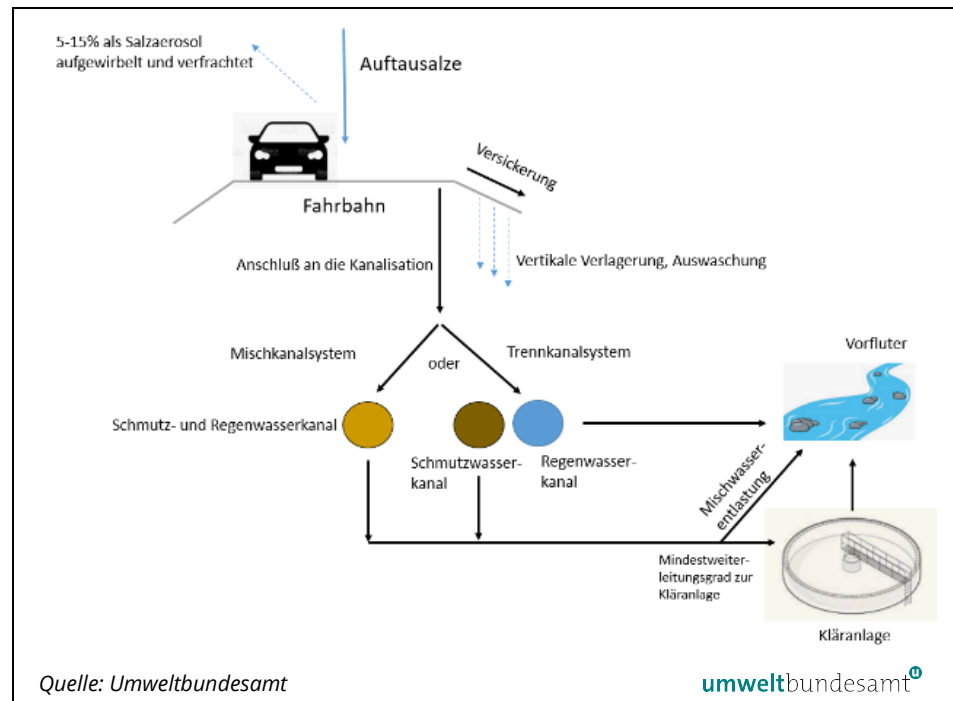 5-15% als Salzaerosol
aufgewirbelt und verfrachtet
Auftausalze
Versickerung
Fahrbahn
Anschluß an die Kanalisation
Vertikale Verlagerung, Auswaschung
Mischkanalsystem
oder
Trennkanalsystem
Vorfluter
Schmutz- und Regenwasserkanal
Schmutzwasser-
kanal
Regenwasser-
kanal
Mischwasser-
entlastung
Mindestweiter-
leitungsgrad zur
Kläranlage
Kläranlage
Quelle: Umweltbundesamt
umweltbundesamt u